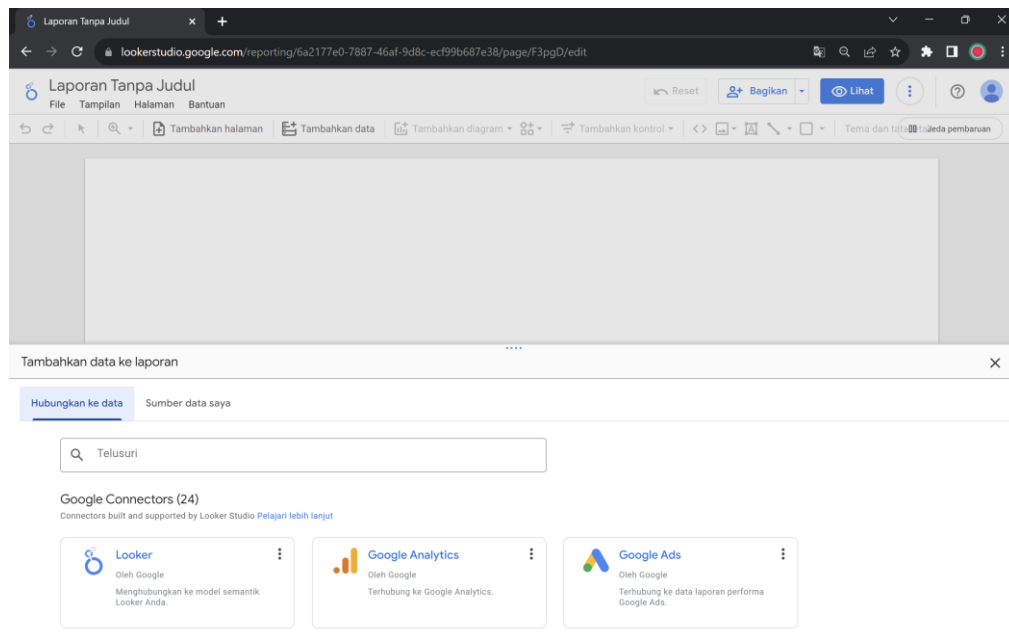 Laporan Tanpa Judul
lookerstudio.google.com/reporting/6a2177e0-7887-46af-9d8c-ecf99b687e38/page/F3pgD/edit
Laporan Tanpa Judul
File Tampilan Halaman Bantuan
Reset Bagikan Lihat
Tambahkan halaman Tambahkan data Tambahkan diagram Tambahkan kontrol Tema dan tata Jeda pembaruan
Tambahkan data ke laporan
Hubungkan ke data Sumber data saya
Telusuri
Google Connectors (24)
Connectors built and supported by Looker Studio Pelajari lebih lanjut
Looker
Oleh Google
Menghubungkan ke model semantik
Looker Anda.
Google Analytics
Oleh Google
Terhubung ke Google Analytics.
Google Ads
Oleh Google
Terhubung ke data laporan performa
Google Ads.